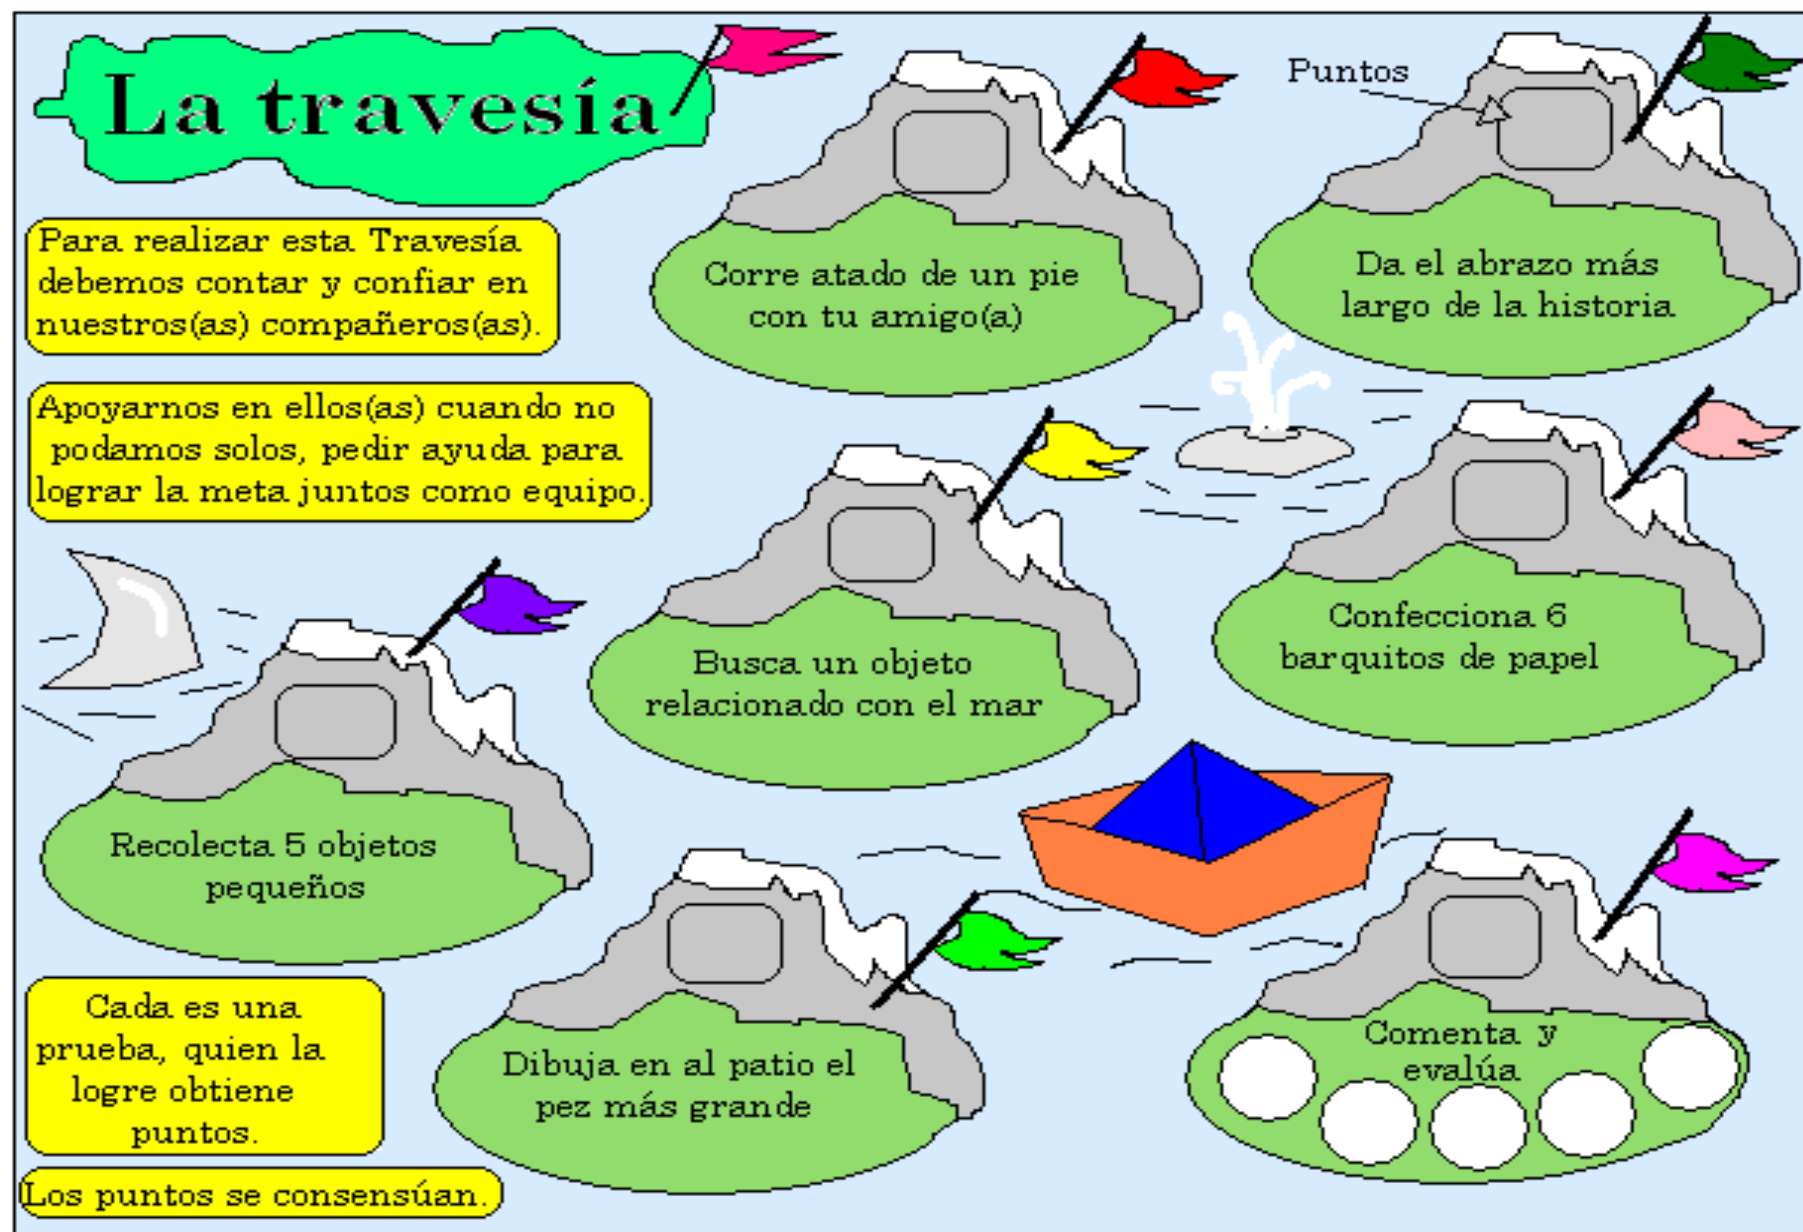 La travesía
Para realizar esta Travesía
debemos contar y confiar en
nuestros(as) compañeros(as).
Apoyarnos en ellos(as) cuando no
podamos solos, pedir ayuda para
lograr la meta juntos como equipo.
Corre atado de un pie
con tu amigo(a)
Puntos
Da el abrazo más
largo de la historia
Busca un objeto
relacionado con el mar
Confecciona 6
barquitos de papel
Recolecta 5 objetos
pequeños
Dibuja en al patio el
pez más grande
Comenta y
evalúa
Cada es una
prueba, quien la
logre obtiene
puntos.
Los puntos se consensúan.